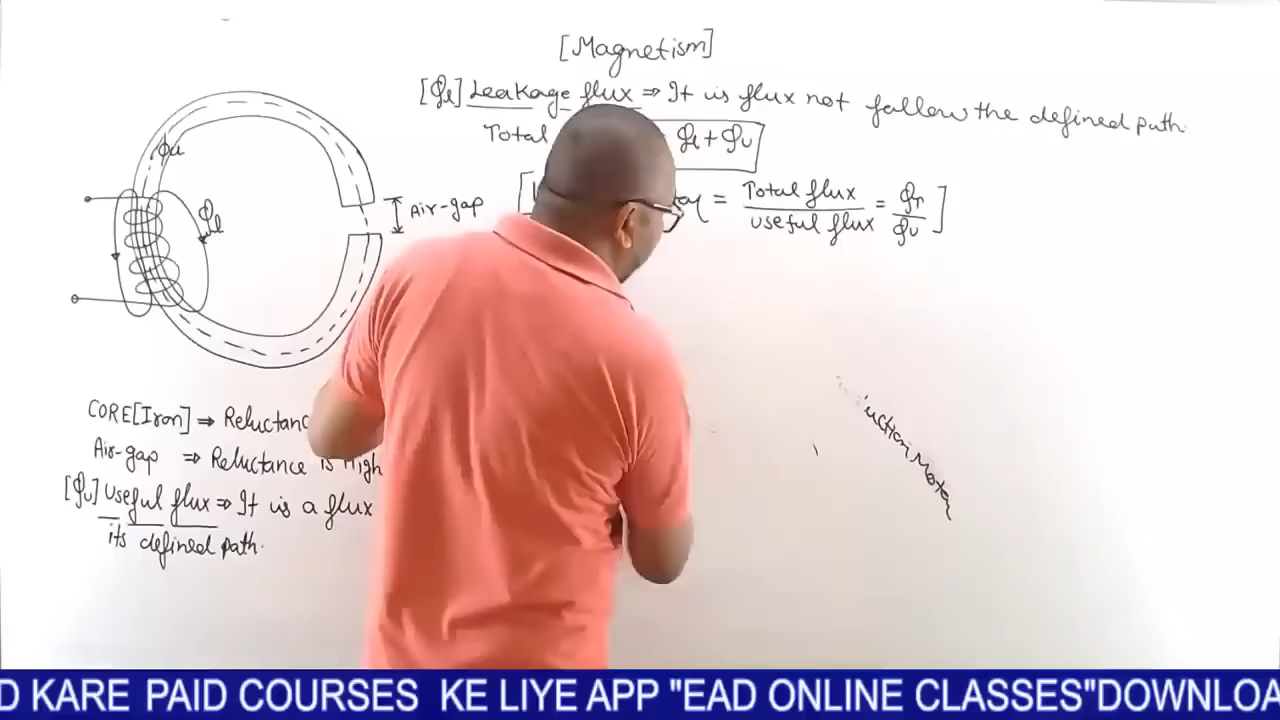 [Magnetism]
[φl] Leakage flux ⇒ It is flux not follow the defined path.
Total
φl + φu
= Total flux / useful flux = φT / φu ]
φu
φl
Air-gap
CORE[Iron] ⇒ Reluctanc
Air-gap ⇒ Reluctance is High
[φu] Useful flux ⇒ It is a flux
its defined path.
uction Motor
D KARE PAID COURSES KE LIYE APP "EAD ONLINE CLASSES"DOWNLOA